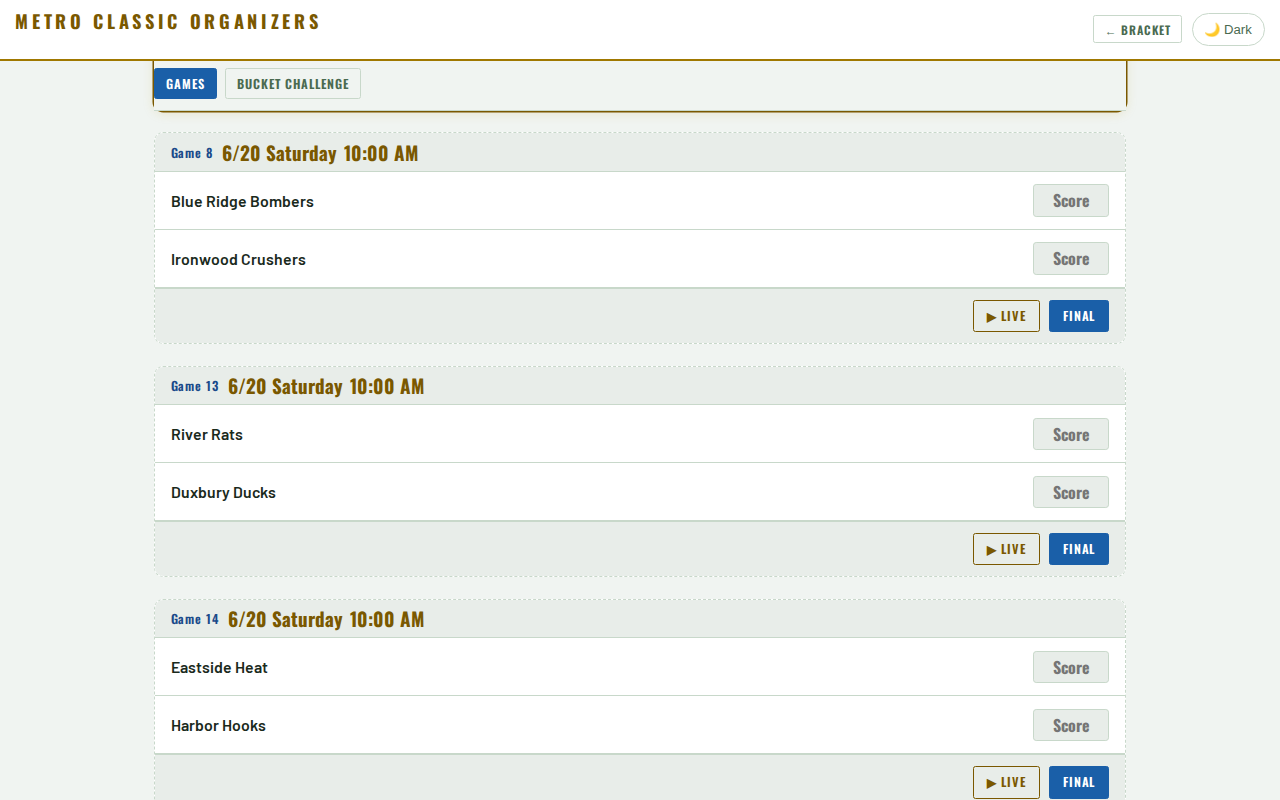 METRO CLASSIC ORGANIZERS
← BRACKET
🌙 Dark
GAMES
BUCKET CHALLENGE
Game 8 6/20 Saturday 10:00 AM
Blue Ridge Bombers
Score
Ironwood Crushers
Score
▶ LIVE
FINAL
Game 13 6/20 Saturday 10:00 AM
River Rats
Score
Duxbury Ducks
Score
▶ LIVE
FINAL
Game 14 6/20 Saturday 10:00 AM
Eastside Heat
Score
Harbor Hooks
Score
▶ LIVE
FINAL